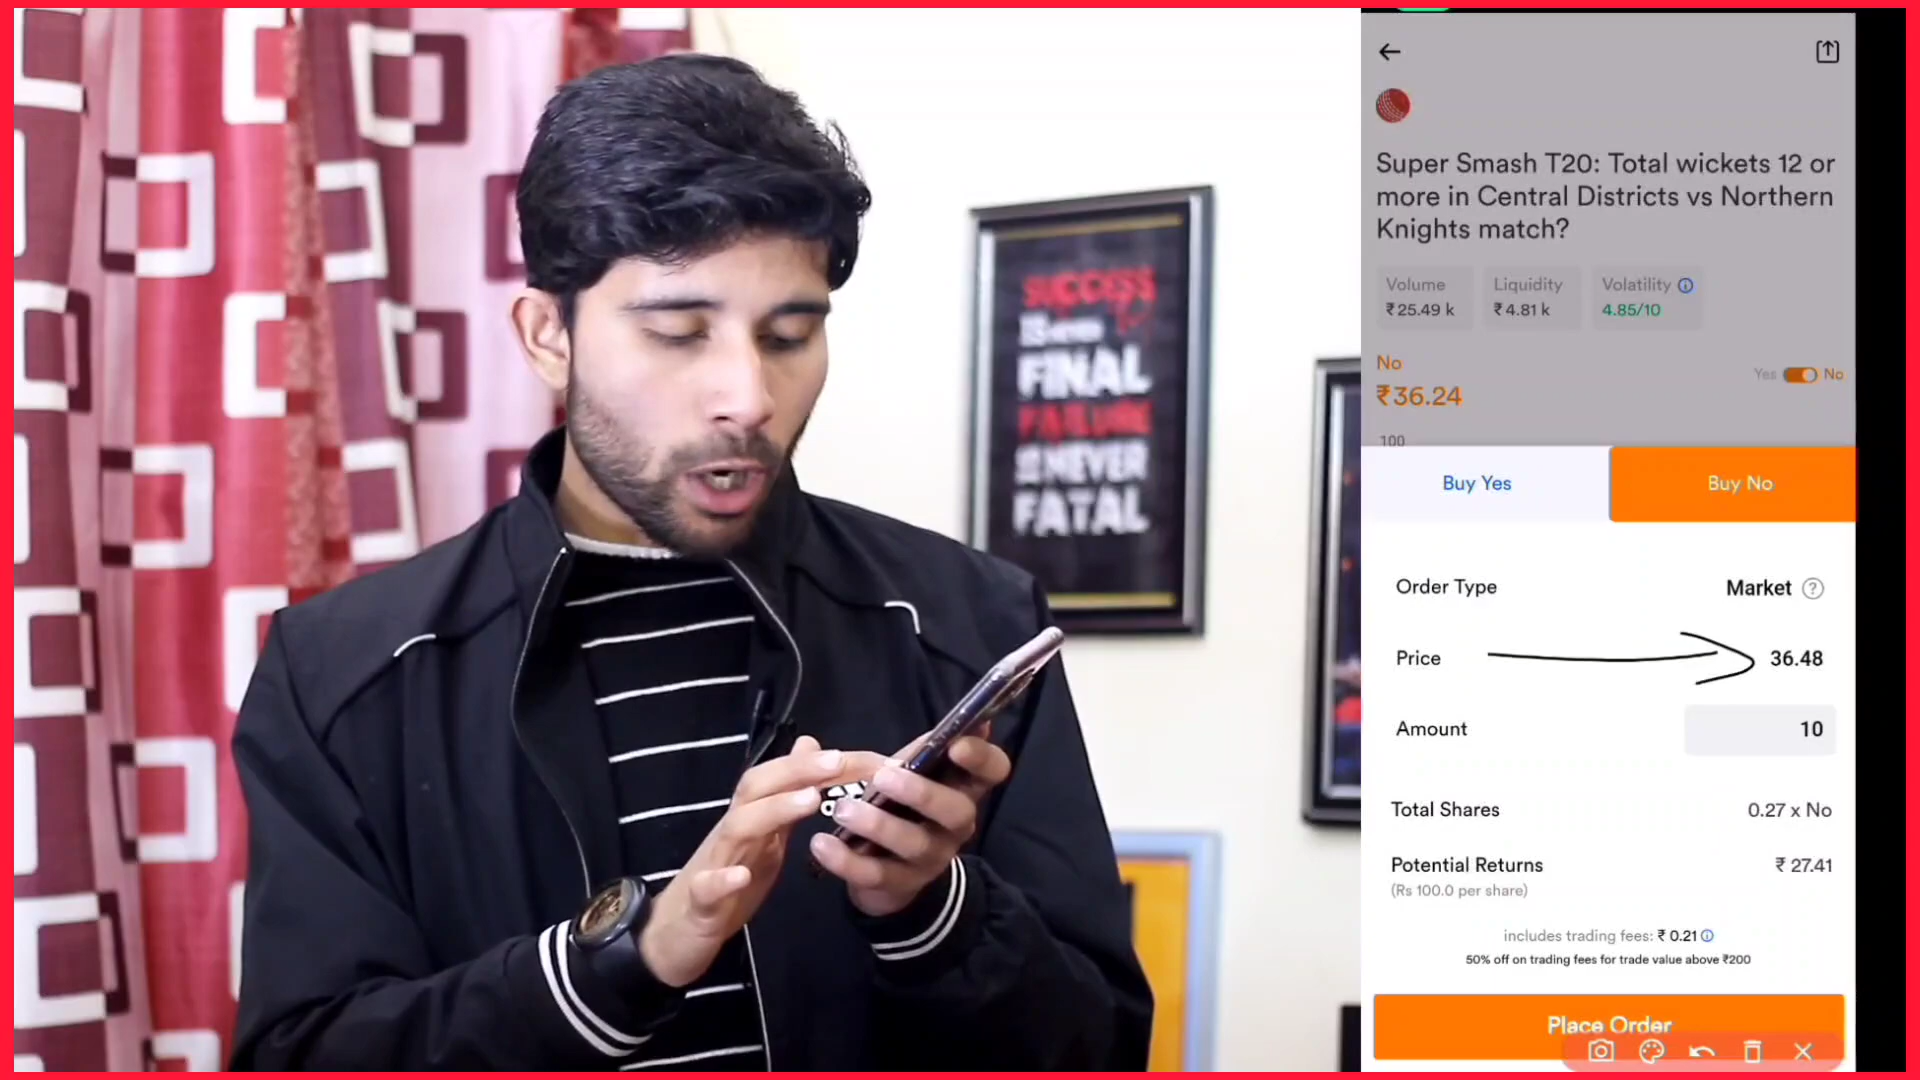 SUCCESS
FINAL
FAILURE
IS NEVER
FATAL
Super Smash T20: Total wickets 12 or
more in Central Districts vs Northern
Knights match?
Volume
₹25.49 k
Liquidity
₹4.81 k
Volatility
4.85/10
No
₹36.24
Yes No
100
Buy Yes
Buy No
Order Type Market
Price 36.48
Amount 10
Total Shares 0.27 x No
Potential Returns ₹ 27.41
(Rs 100.0 per share)
includes trading fees: ₹ 0.21
50% off on trading fees for trade value above ₹200
Place Order